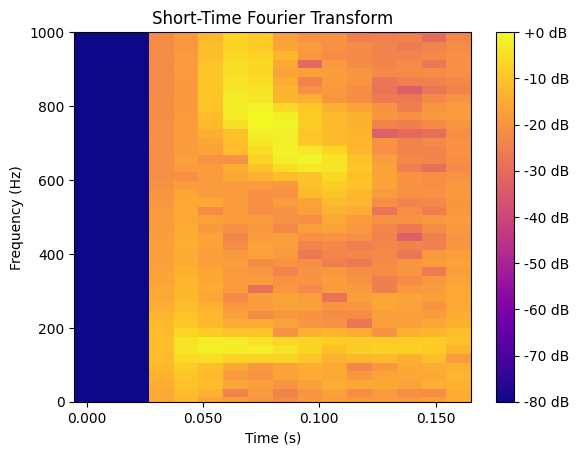 Short-Time Fourier Transform
1000
800
600
400
200
0
Frequency (Hz)
0.000
0.050
0.100
0.150
Time (s)
+0 dB
-10 dB
-20 dB
-30 dB
-40 dB
-50 dB
-60 dB
-70 dB
-80 dB